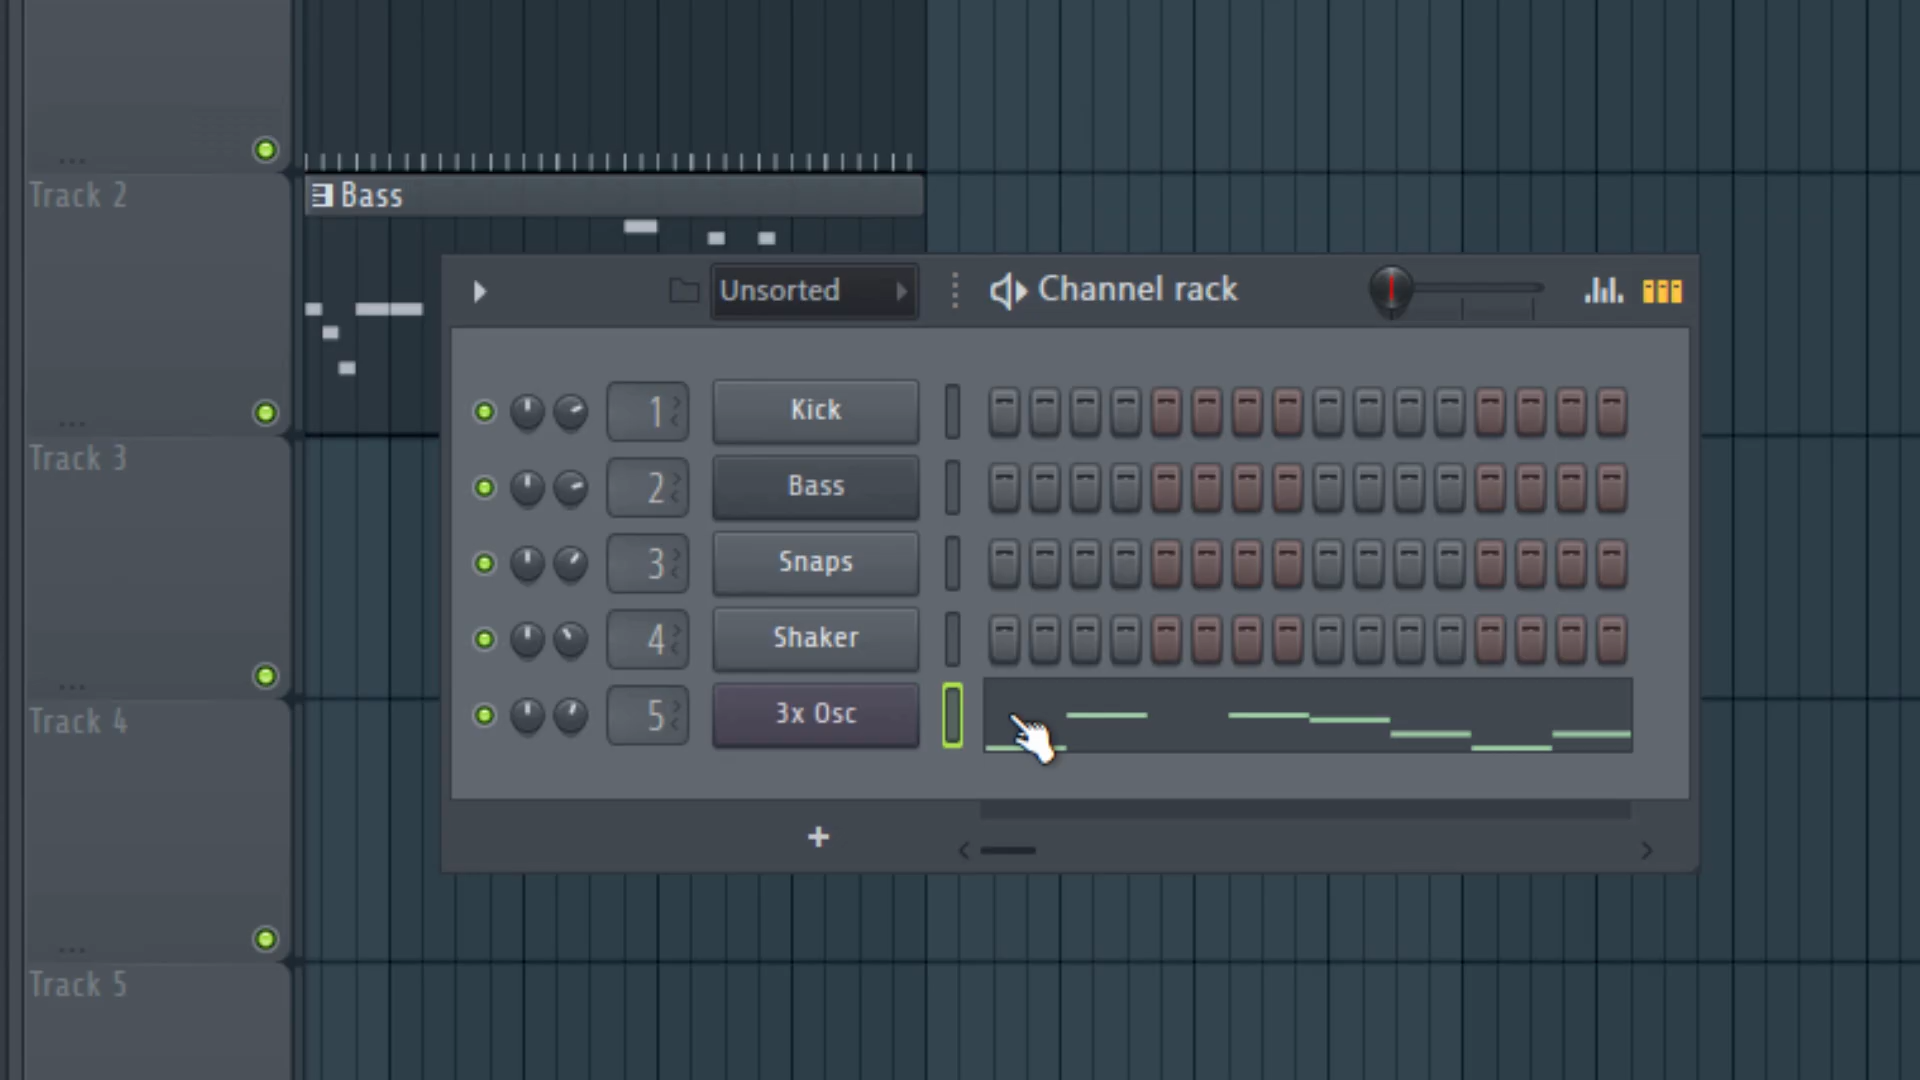 Track 2
Bass
Unsorted
Channel rack
1 Kick
2 Bass
3 Snaps
4 Shaker
5 3x Osc
+
Track 3
Track 4
Track 5